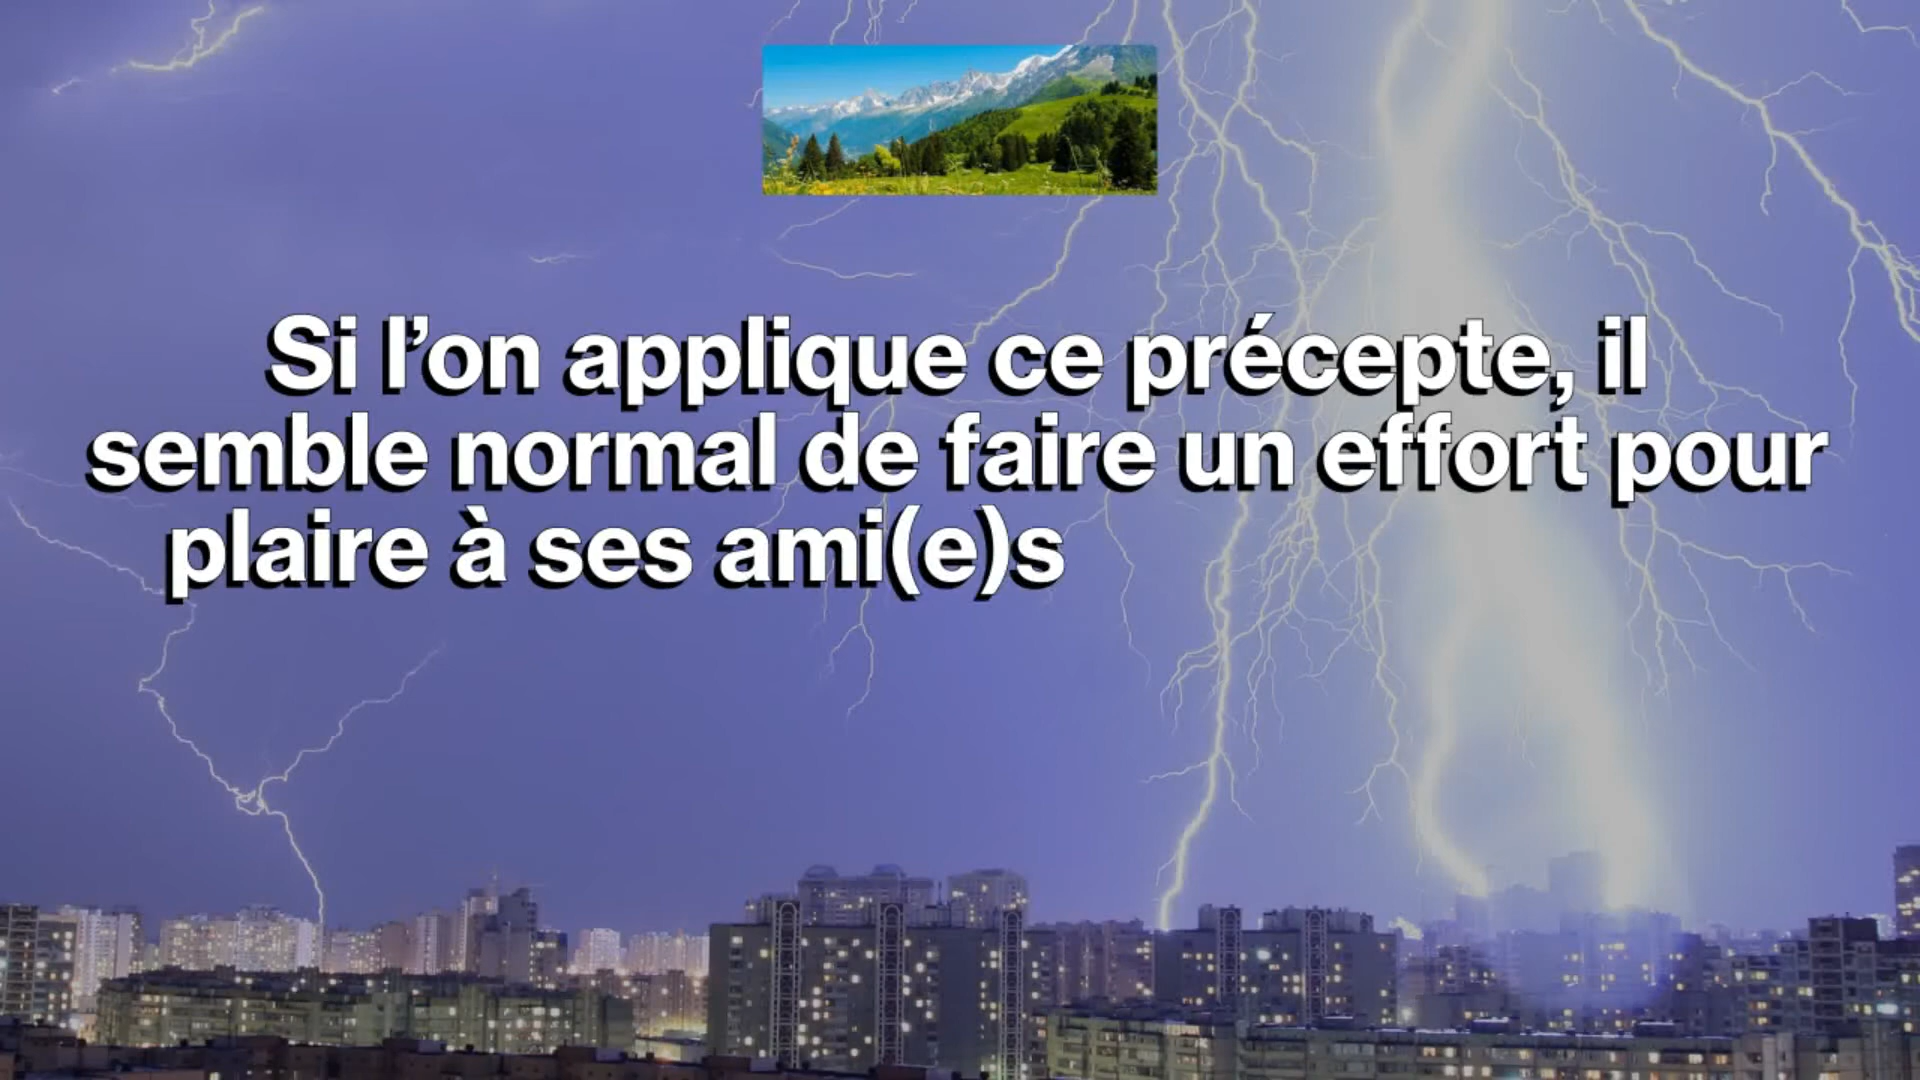 Si l’on applique ce précepte, il
semble normal de faire un effort pour
plaire à ses ami(e)s